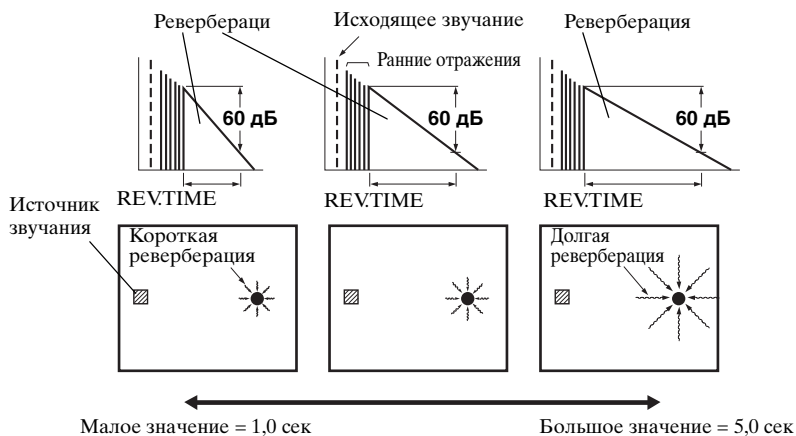 Ревербераци
Исходящее звучание
Реверберация
Ранние отражения
60 дБ
60 дБ
60 дБ
REV.TIME
REV.TIME
REV.TIME
Источник
звучания
Короткая
реверберация
Долгая
реверберация
Малое значение = 1,0 сек
Большое значение = 5,0 сек